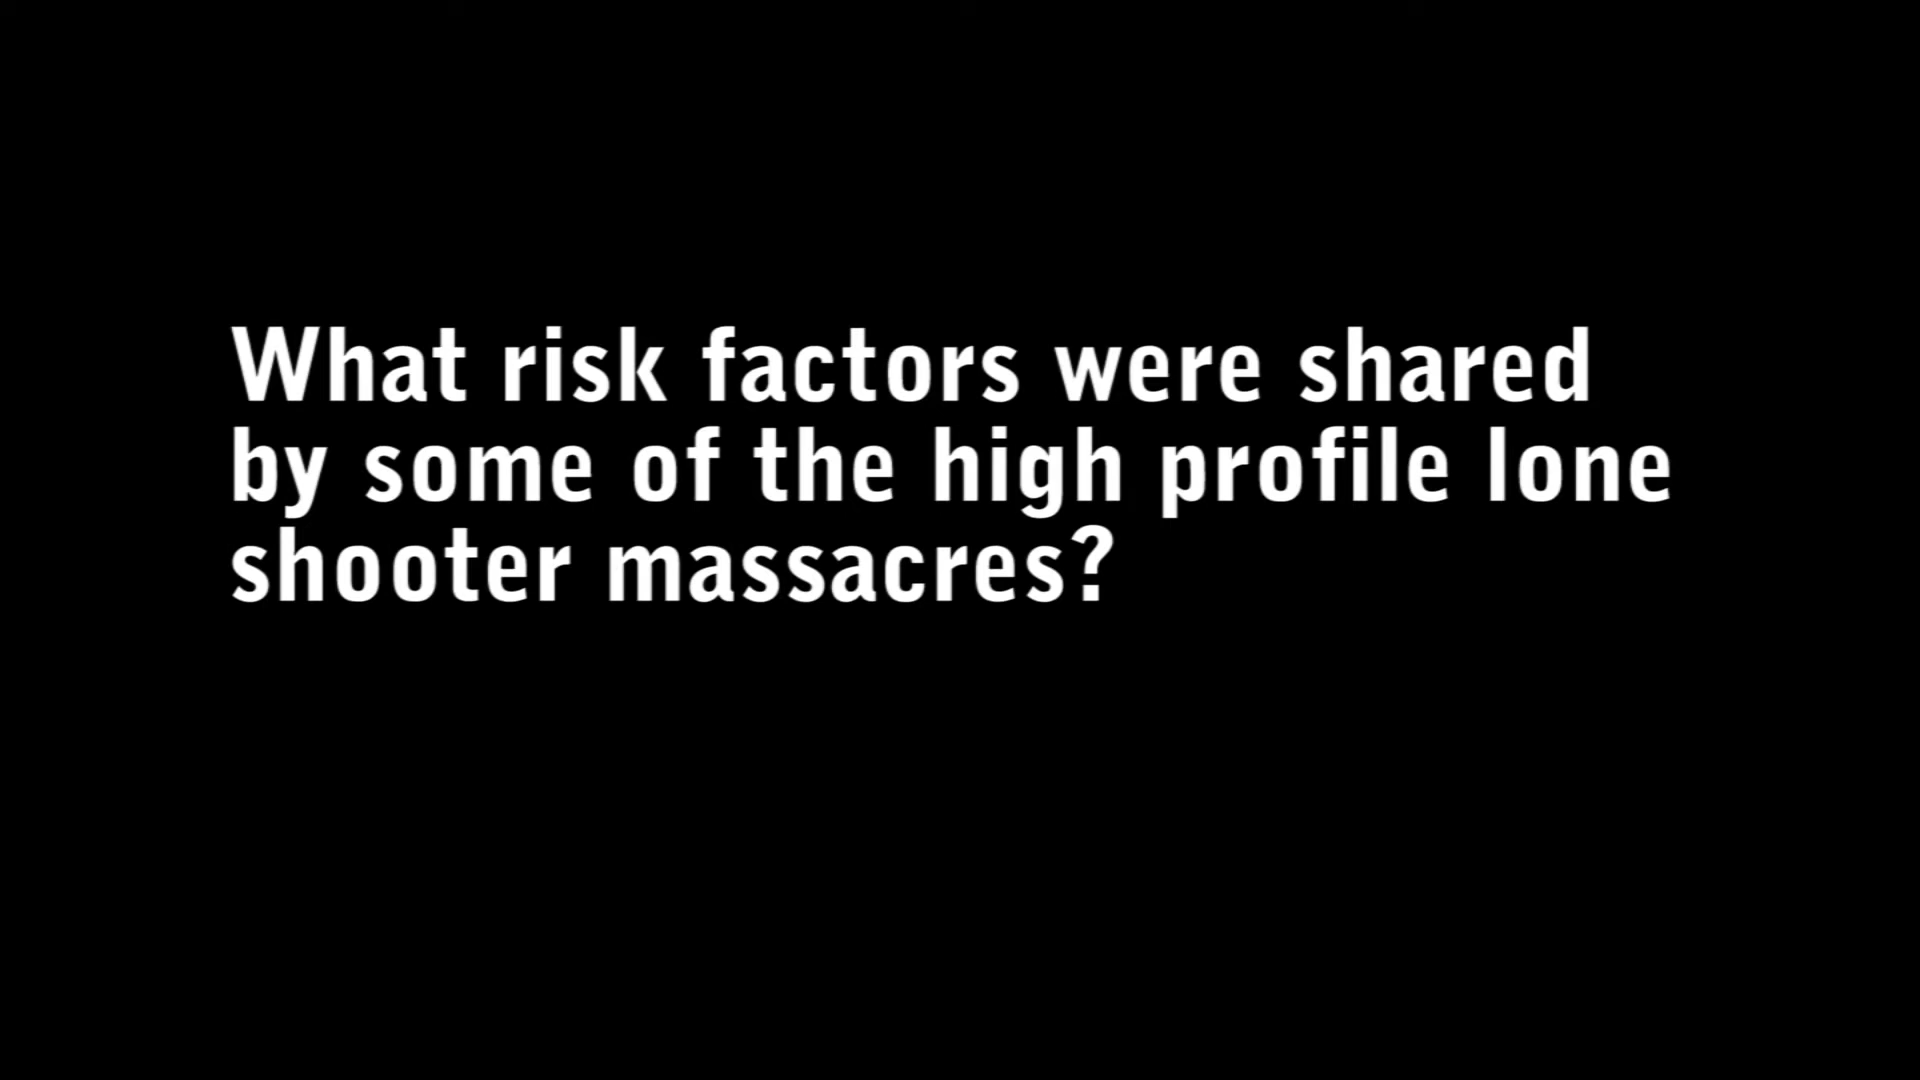 What risk factors were shared
by some of the high profile lone
shooter massacres?